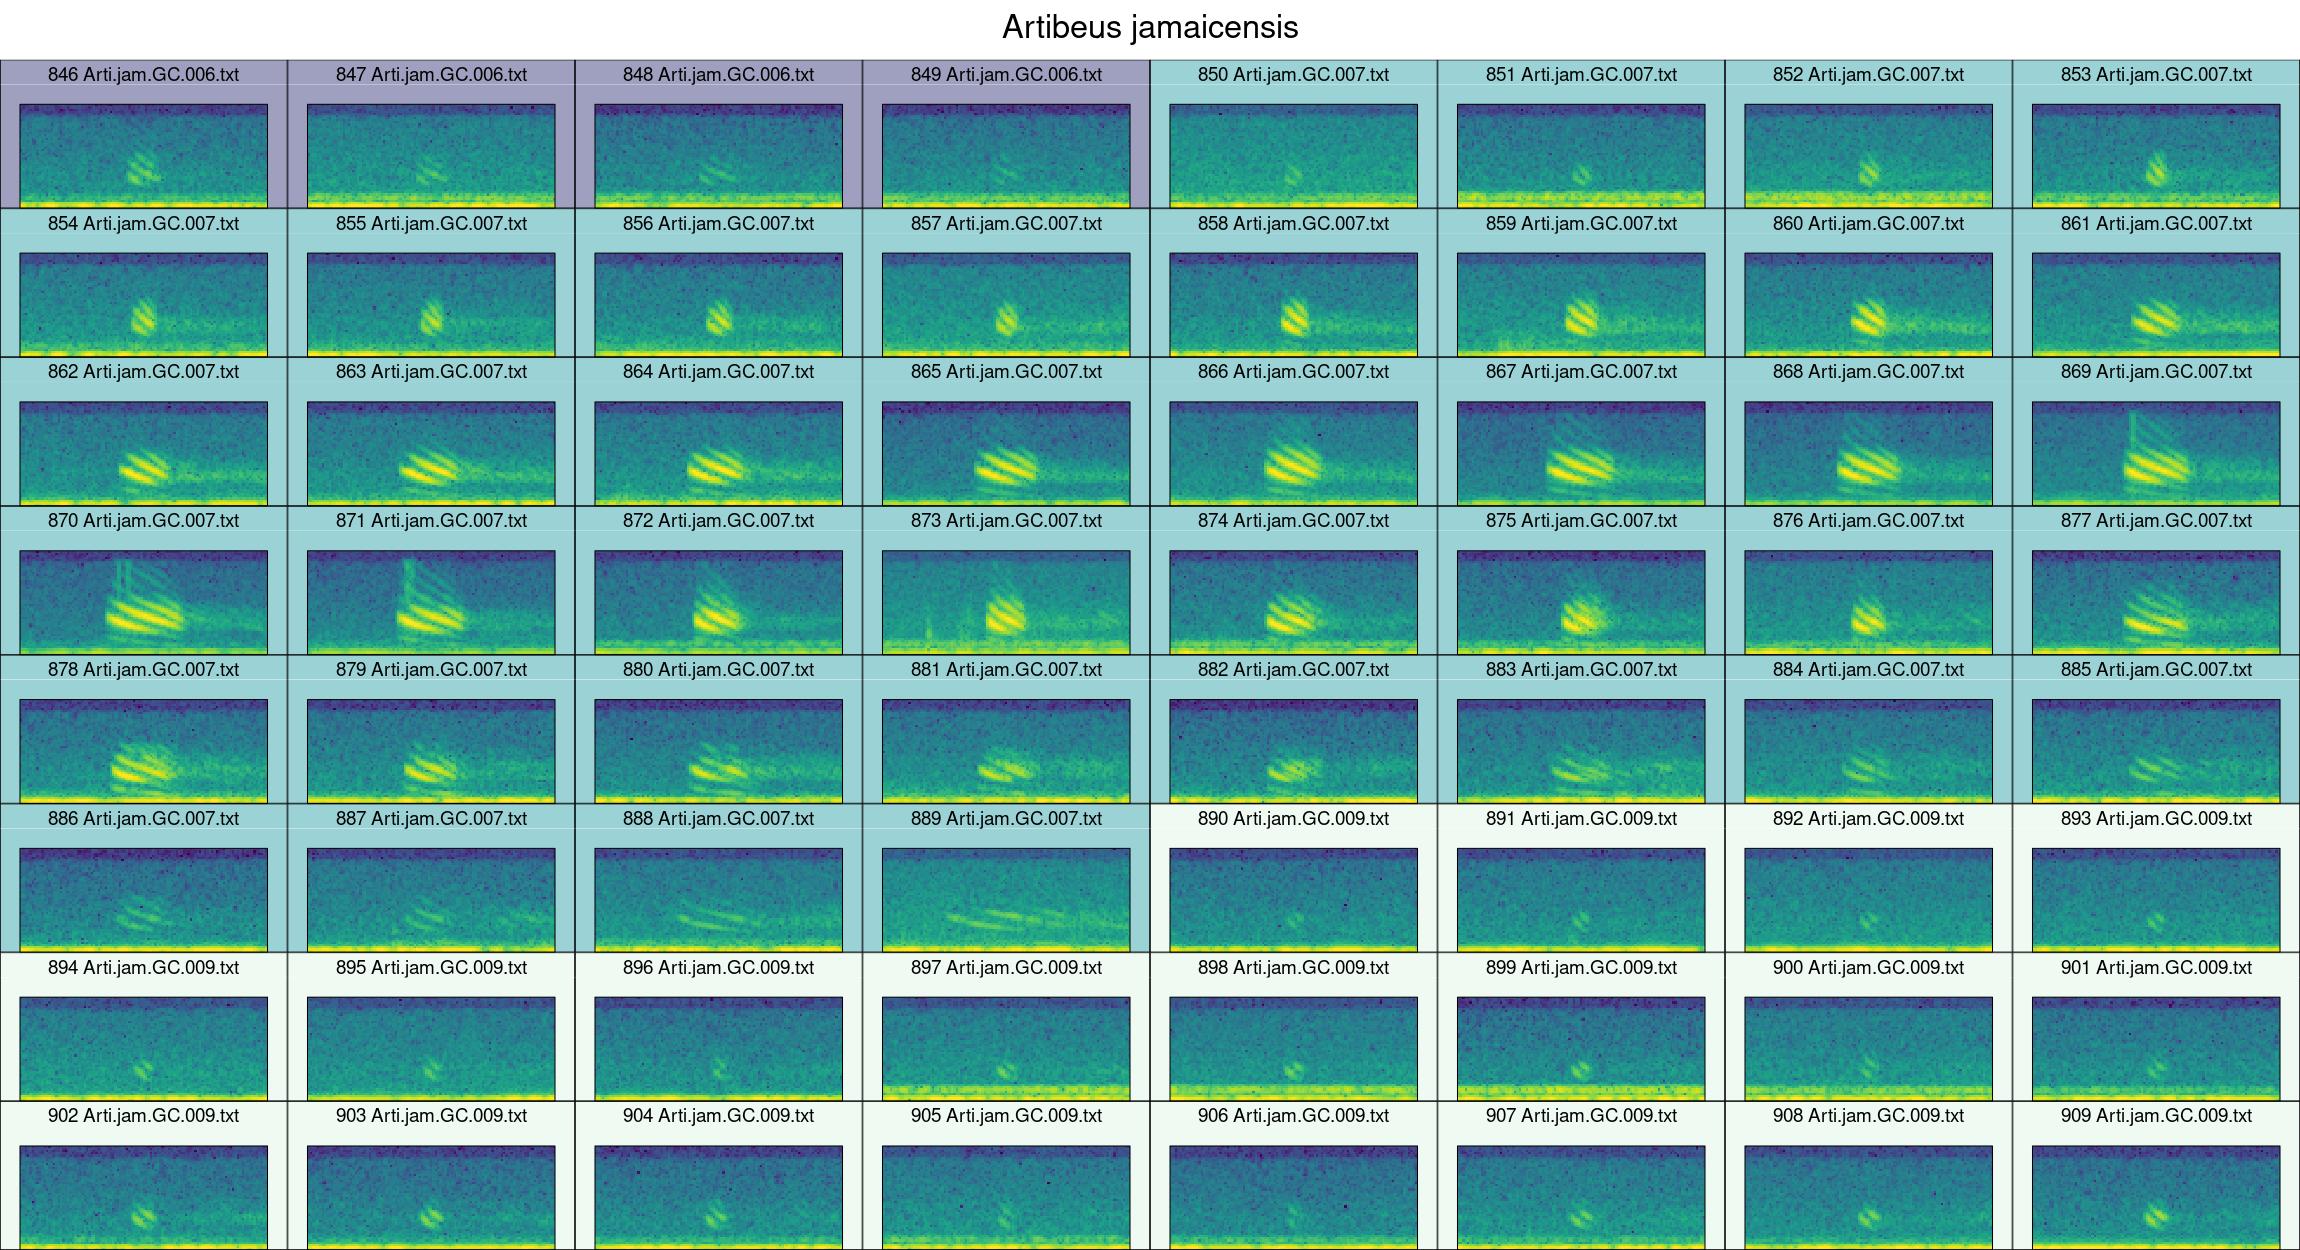 Artibeus jamaicensis
846 Arti.jam.GC.006.txt 847 Arti.jam.GC.006.txt 848 Arti.jam.GC.006.txt 849 Arti.jam.GC.006.txt 850 Arti.jam.GC.007.txt 851 Arti.jam.GC.007.txt 852 Arti.jam.GC.007.txt 853 Arti.jam.GC.007.txt
854 Arti.jam.GC.007.txt 855 Arti.jam.GC.007.txt 856 Arti.jam.GC.007.txt 857 Arti.jam.GC.007.txt 858 Arti.jam.GC.007.txt 859 Arti.jam.GC.007.txt 860 Arti.jam.GC.007.txt 861 Arti.jam.GC.007.txt
862 Arti.jam.GC.007.txt 863 Arti.jam.GC.007.txt 864 Arti.jam.GC.007.txt 865 Arti.jam.GC.007.txt 866 Arti.jam.GC.007.txt 867 Arti.jam.GC.007.txt 868 Arti.jam.GC.007.txt 869 Arti.jam.GC.007.txt
870 Arti.jam.GC.007.txt 871 Arti.jam.GC.007.txt 872 Arti.jam.GC.007.txt 873 Arti.jam.GC.007.txt 874 Arti.jam.GC.007.txt 875 Arti.jam.GC.007.txt 876 Arti.jam.GC.007.txt 877 Arti.jam.GC.007.txt
878 Arti.jam.GC.007.txt 879 Arti.jam.GC.007.txt 880 Arti.jam.GC.007.txt 881 Arti.jam.GC.007.txt 882 Arti.jam.GC.007.txt 883 Arti.jam.GC.007.txt 884 Arti.jam.GC.007.txt 885 Arti.jam.GC.007.txt
886 Arti.jam.GC.007.txt 887 Arti.jam.GC.007.txt 888 Arti.jam.GC.007.txt 889 Arti.jam.GC.007.txt 890 Arti.jam.GC.009.txt 891 Arti.jam.GC.009.txt 892 Arti.jam.GC.009.txt 893 Arti.jam.GC.009.txt
894 Arti.jam.GC.009.txt 895 Arti.jam.GC.009.txt 896 Arti.jam.GC.009.txt 897 Arti.jam.GC.009.txt 898 Arti.jam.GC.009.txt 899 Arti.jam.GC.009.txt 900 Arti.jam.GC.009.txt 901 Arti.jam.GC.009.txt
902 Arti.jam.GC.009.txt 903 Arti.jam.GC.009.txt 904 Arti.jam.GC.009.txt 905 Arti.jam.GC.009.txt 906 Arti.jam.GC.009.txt 907 Arti.jam.GC.009.txt 908 Arti.jam.GC.009.txt 909 Arti.jam.GC.009.txt